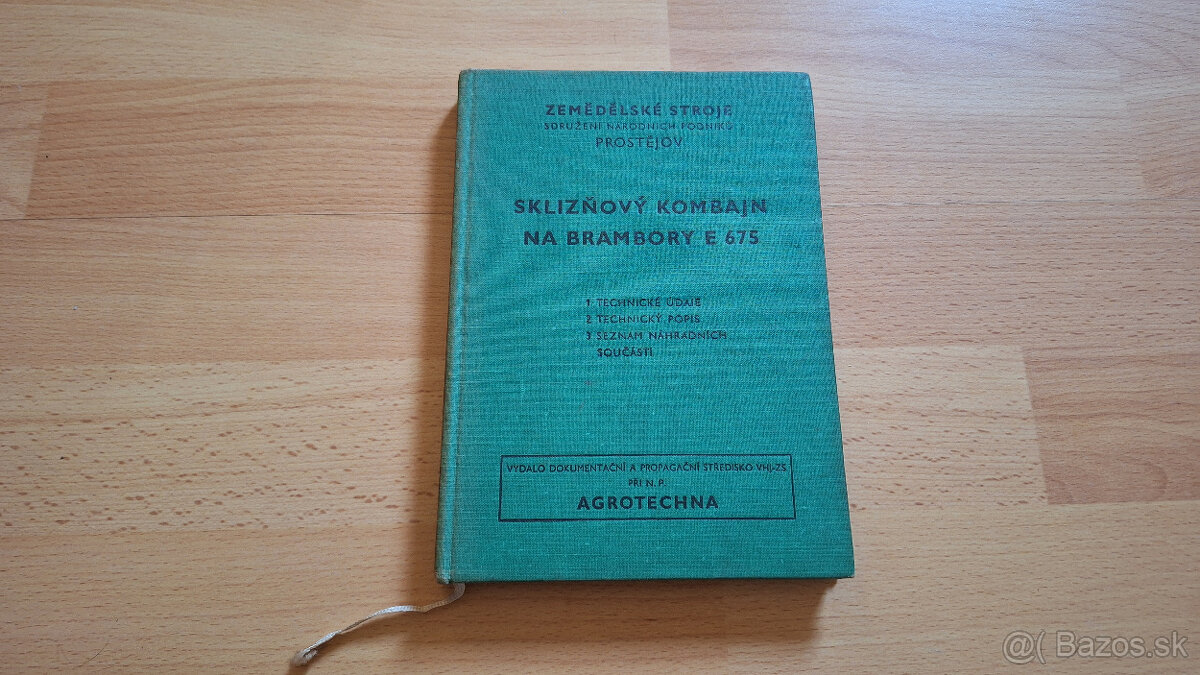 ZEMĚDĚLSKÉ STROJE
SDRUŽENÍ NÁRODNÍCH PODNIKŮ
PROSTĚJOV
SKLIZŇOVÝ KOMBAJN
NA BRAMBORY E 675
1 TECHNICKÉ ÚDAJE
2 TECHNICKÝ POPIS
3 SEZNAM NÁHRADNÍCH
SOUČÁSTÍ
VYDALO DOKUMENTAČNÍ A PROPAGAČNÍ STŘEDISKO VHJ-ZS
PŘI N. P.
AGROTECHNA
@( Bazos.sk